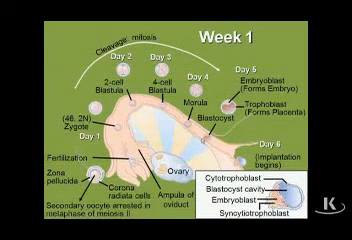 Week 1
Cleavage: mitosis
Day 2
2-cell
Blastula
Day 3
4-cell
Blastula
Day 4
Morula
Day 5
Embryoblast
(Forms Embryo)
Trophoblast
(Forms Placenta)
Blastocyst
(46, 2N)
Zygote
Day 1
Day 6
(Implantation
begins)
Fertilization
Zona
pellucida
Corona
radiata cells
Secondary oocyte arrested in
metaphase of meiosis II
Ovary
Ampula of
oviduct
Cytotrophoblast
Blastocyst cavity
Embryoblast
Syncytiotrophoblast
K